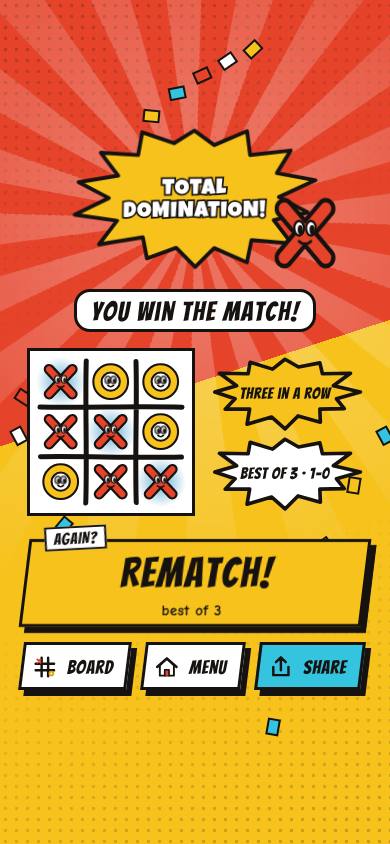 TOTAL
DOMINATION!
YOU WIN THE MATCH!
THREE IN A ROW
BEST OF 3 · 1-0
AGAIN?
REMATCH!
best of 3
BOARD
MENU
SHARE